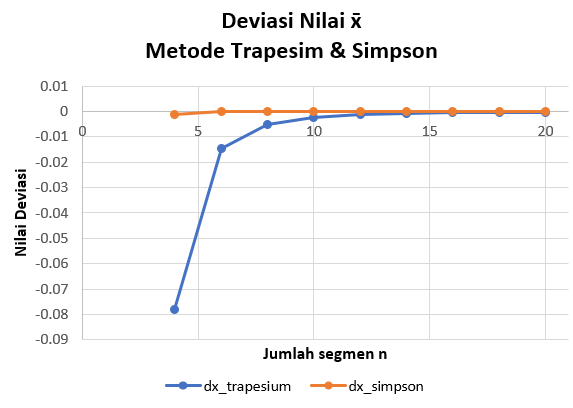 Deviasi Nilai x̄
Metode Trapesim & Simpson
0.01
0
-0.01
-0.02
-0.03
-0.04
-0.05
-0.06
-0.07
-0.08
-0.09
0 5 10 15 20
Nilai Deviasi
Jumlah segmen n
dx_trapesium dx_simpson